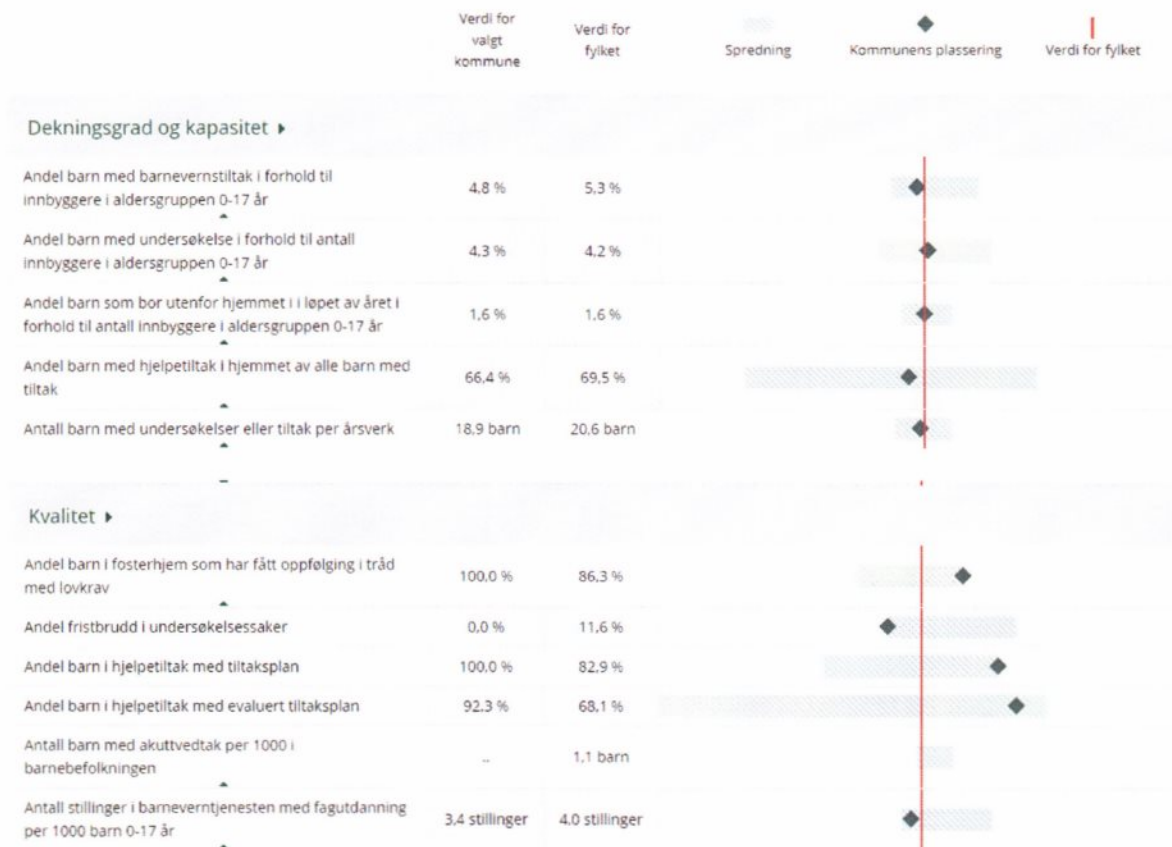 Verdi for
valgt
kommune
Verdi for
fylket
Spredning
Kommunens plassering
Verdi for fylket
Dekningsgrad og kapasitet
Andel barn med barnevernstiltak i forhold til
innbyggere i aldersgruppen 0-17 år
4,8 %
5,3 %
Andel barn med undersøkelse i forhold til antall
innbyggere i aldersgruppen 0-17 år
4,3 %
4,2 %
Andel barn som bor utenfor hjemmet i i løpet av året i
forhold til antall innbyggere i aldersgruppen 0-17 år
1,6 %
1,6 %
Andel barn med hjelpetiltak i hjemmet av alle barn med
tiltak
66,4 %
69,5 %
Antall barn med undersøkelser eller tiltak per årsverk
18,9 barn
20,6 barn
Kvalitet
Andel barn i fosterhjem som har fått oppfølging i tråd
med lovkrav
100,0 %
86,3 %
Andel fristbrudd i undersøkelsessaker
0,0 %
11,6 %
Andel barn i hjelpetiltak med tiltaksplan
100,0 %
82,9 %
Andel barn i hjelpetiltak med evaluert tiltaksplan
92,3 %
68,1 %
Antall barn med akuttvedtak per 1000 i
barnebefolkningen
..
1,1 barn
Antall stillinger i barneverntjenesten med fagutdanning
per 1000 barn 0-17 år
3,4 stillinger
4,0 stillinger